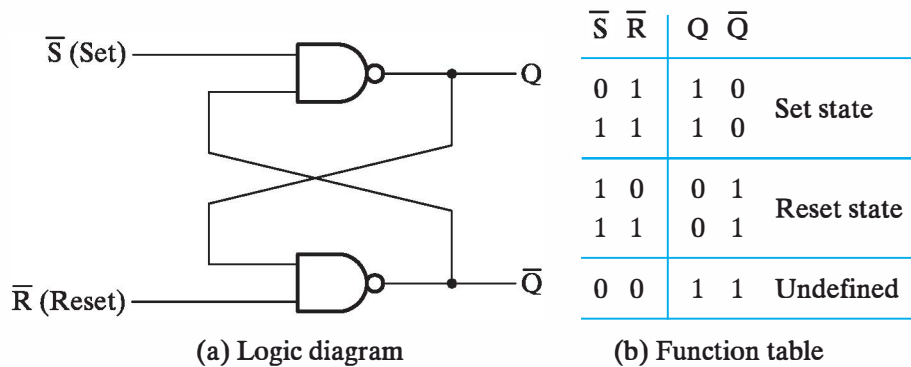 S̅ (Set)
Q
R̅ (Reset)
Q̅
(a) Logic diagram
S̅ R̅ Q Q̅
0 1 1 0
1 1 1 0
Set state
1 0 0 1
1 1 0 1
Reset state
0 0 1 1 Undefined
(b) Function table